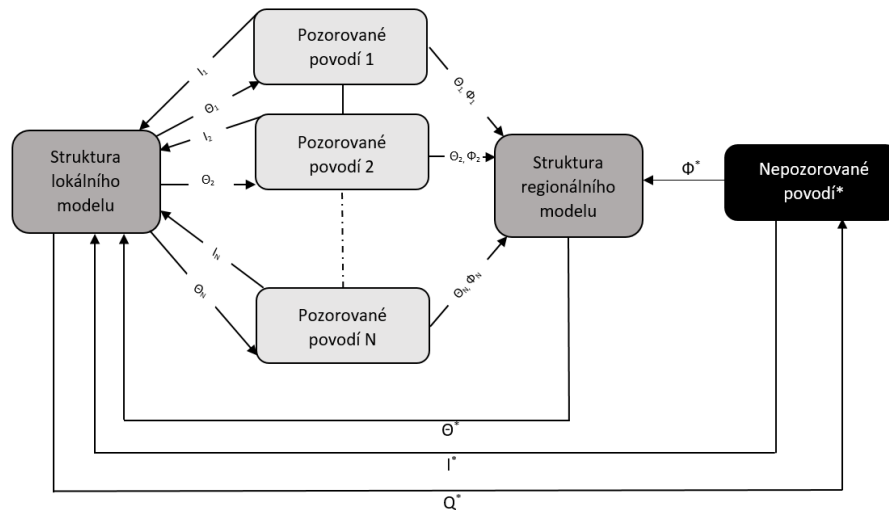 Pozorované
povodí 1
I₁
Θ₁
Θ₁, Φ₁
I₂
Struktura
lokálního
modelu
Pozorované
povodí 2
Θ₂
Θ₂, Φ₂
Struktura
regionálního
modelu
Φ*
Nepozorované
povodí*
I_N
Θ_N
Θ_N, Φ_N
Pozorované
povodí N
Θ*
I*
Q*